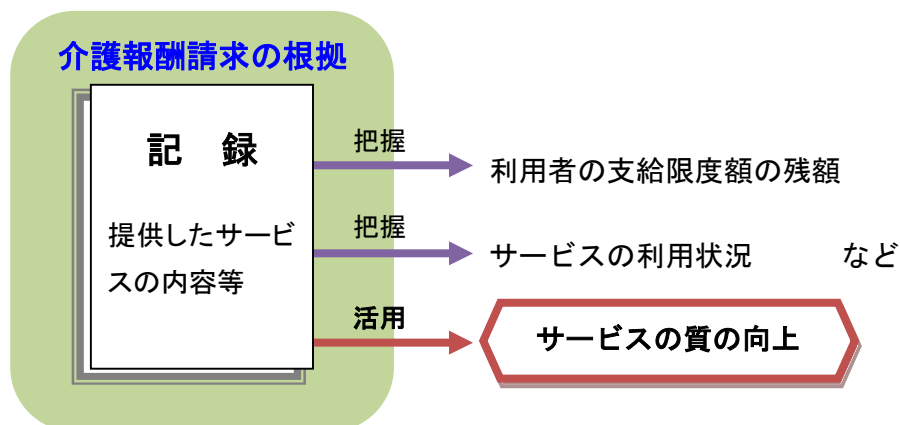 介護報酬請求の根拠
記　録
提供したサービ
スの内容等
把握
利用者の支給限度額の残額
把握
サービスの利用状況　　　など
活用
サービスの質の向上